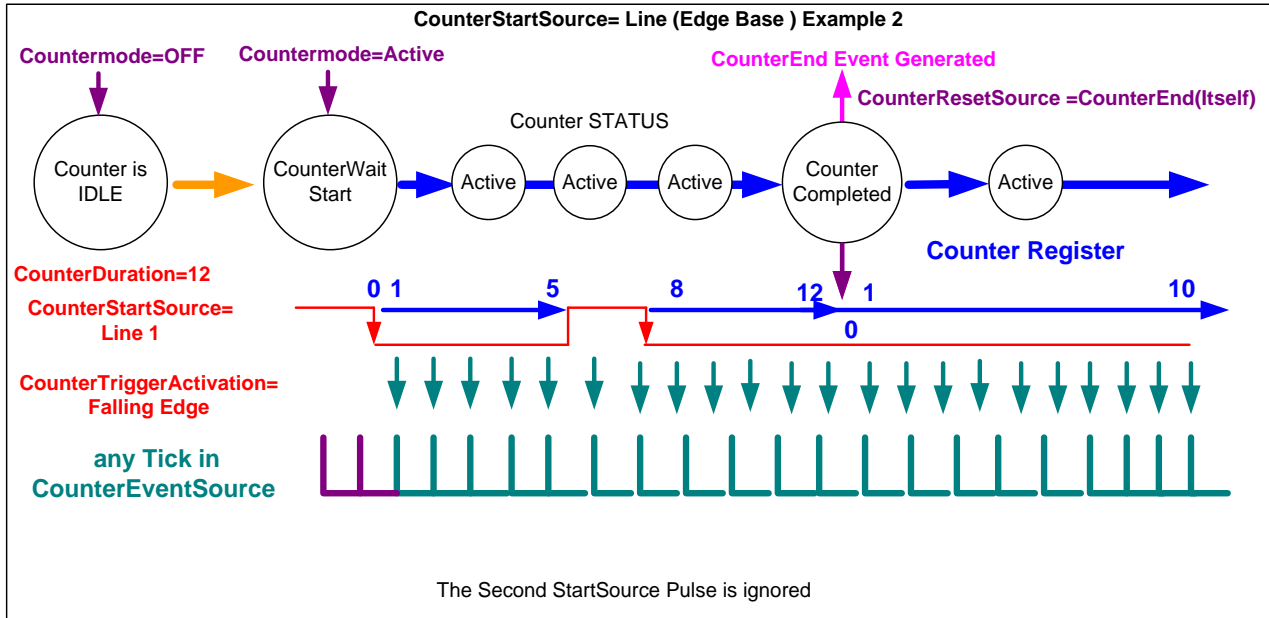 CounterStartSource= Line (Edge Base ) Example 2
Countermode=OFF
Countermode=Active
CounterEnd Event Generated
CounterResetSource =CounterEnd(Itself)
Counter STATUS
Counter is
IDLE
CounterWait
Start
Active
Active
Active
Counter
Completed
Active
Counter Register
CounterDuration=12
0 1 5 8 12 1 10
0
CounterStartSource=
Line 1
CounterTriggerActivation=
Falling Edge
any Tick in
CounterEventSource
The Second StartSource Pulse is ignored